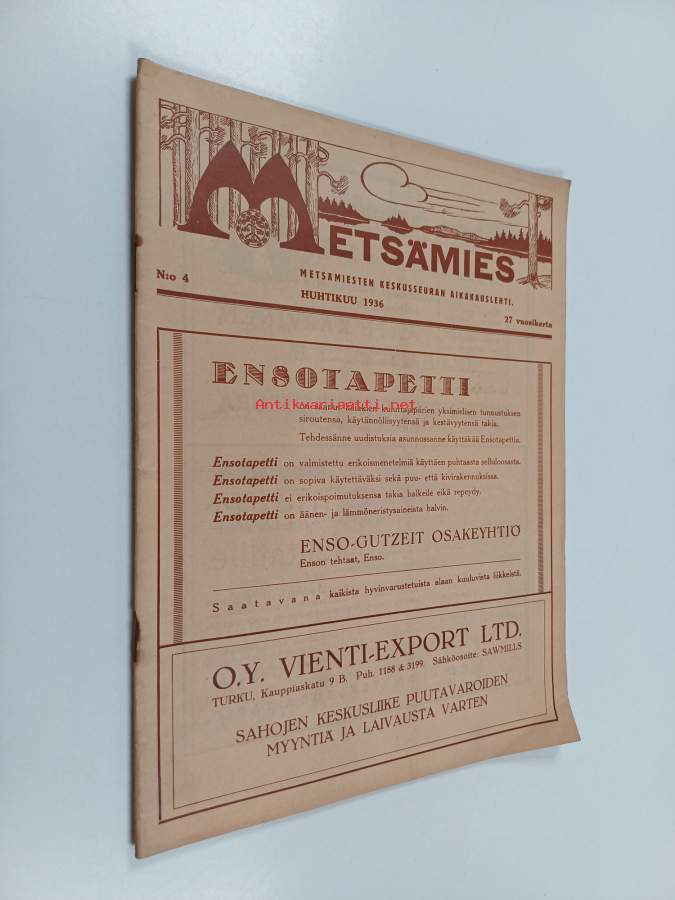 METSÄMIES
METSÄMIESTEN KESKUSSEURAN AIKAKAUSLEHTI.
N:o 4
HUHTIKUU 1936
27 vuosikerta
ENSOTAPETTI
Antikvariaatti.net
kuluttajapiirien yksimielisen tunnustuksen
siroutensa, käytännöllisyytensä ja kestävyytensä takia.
Tehdessänne uudistuksia asunnossanne käyttäkää Ensotapettia.
Ensotapetti on valmistettu erikoismenetelmiä käyttäen puhtaasta selluloosasta.
Ensotapetti on sopiva käytettäväksi sekä puu- että kivirakennuksissa.
Ensotapetti ei erikoispoimutuksensa takia halkeile eikä repeydy.
Ensotapetti on äänen- ja lämmöneristysaineista halvin.
ENSO-GUTZEIT OSAKEYHTIÖ
Enson tehtaat, Enso.
Saatavana kaikista hyvinvarustetuista alaan kuuluvista liikkeistä.
O.Y. VIENTI-EXPORT LTD.
TURKU, Kauppiaskatu 9 B. Puh. 1188 & 3199. Sähköosoite: SAWMILLS
SAHOJEN KESKUSLIIKE PUUTAVAROIDEN
MYYNTIÄ JA LAIVAUSTA VARTEN